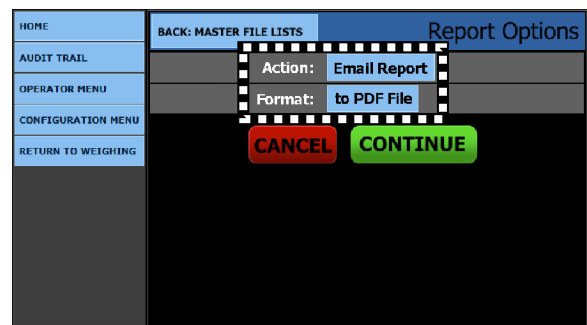 HOME
AUDIT TRAIL
OPERATOR MENU
CONFIGURATION MENU
RETURN TO WEIGHING
BACK: MASTER FILE LISTS
Report Options
Action: Email Report
Format: to PDF File
CANCEL CONTINUE